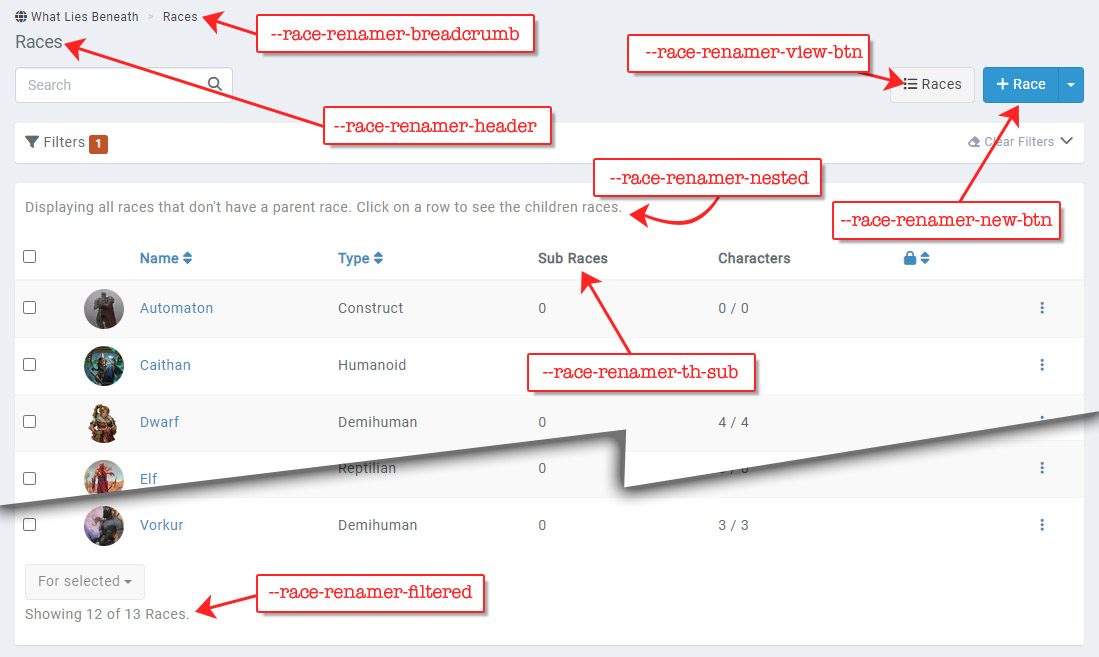 What Lies Beneath > Races
--race-renamer-breadcrumb
Races
--race-renamer-view-btn
Search
Races
+ Race
--race-renamer-header
Filters 1
Clear Filters
--race-renamer-nested
Displaying all races that don't have a parent race. Click on a row to see the children races.
--race-renamer-new-btn
Name Type Sub Races Characters
Automaton Construct 0 0 / 0
Caithan Humanoid
--race-renamer-th-sub
Dwarf Demihuman 0 4 / 4
Elf Reptilian 0
Vorkur Demihuman 0 3 / 3
For selected
--race-renamer-filtered
Showing 12 of 13 Races.